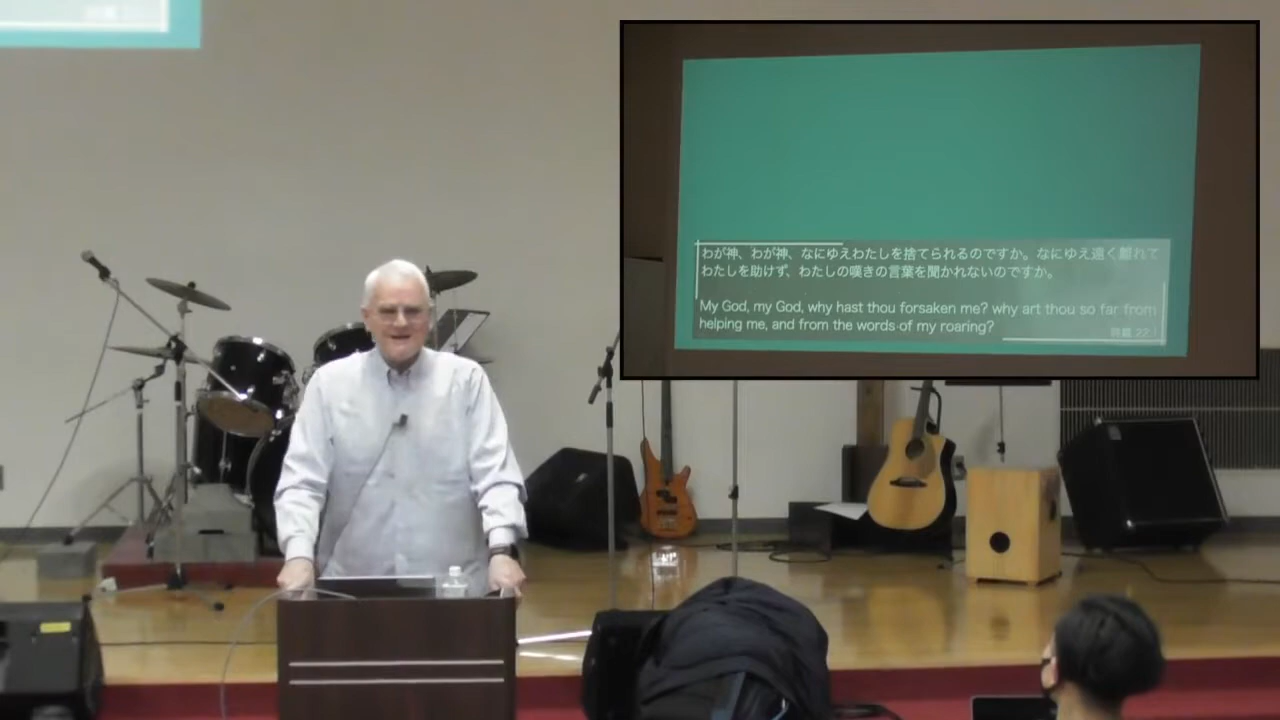 わが神、わが神、なにゆえわたしを捨てられるのですか。なにゆえ遠く離れて
わたしを助けず、わたしの嘆きの言葉を聞かれないのですか。
My God, my God, why hast thou forsaken me? why art thou so far from
helping me, and from the words of my roaring?
詩篇 22:1